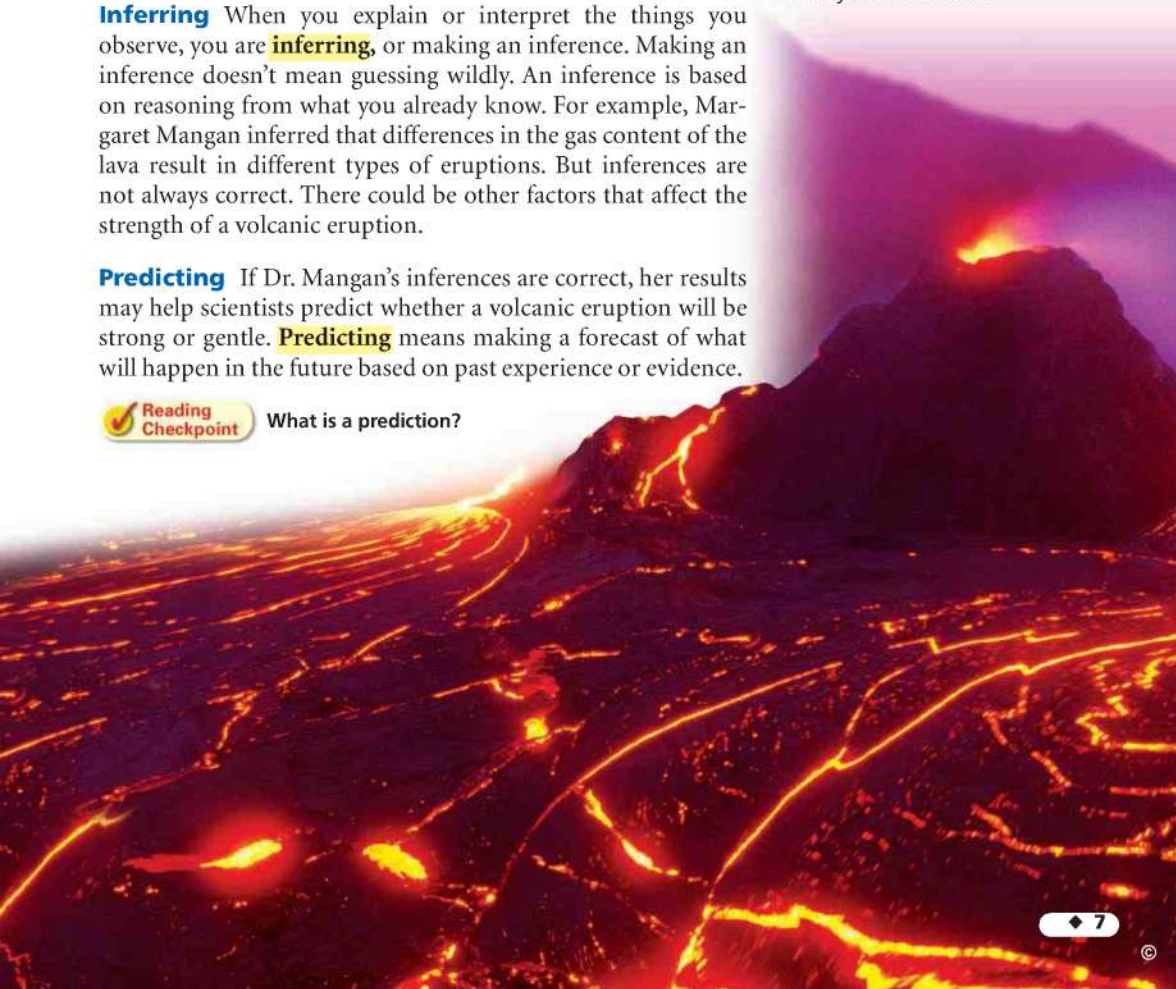 Inferring When you explain or interpret the things you
observe, you are inferring, or making an inference. Making an
inference doesn't mean guessing wildly. An inference is based
on reasoning from what you already know. For example, Mar-
garet Mangan inferred that differences in the gas content of the
lava result in different types of eruptions. But inferences are
not always correct. There could be other factors that affect the
strength of a volcanic eruption.
Predicting If Dr. Mangan's inferences are correct, her results
may help scientists predict whether a volcanic eruption will be
strong or gentle. Predicting means making a forecast of what
will happen in the future based on past experience or evidence.
Reading
Checkpoint
What is a prediction?
◆ 7
©